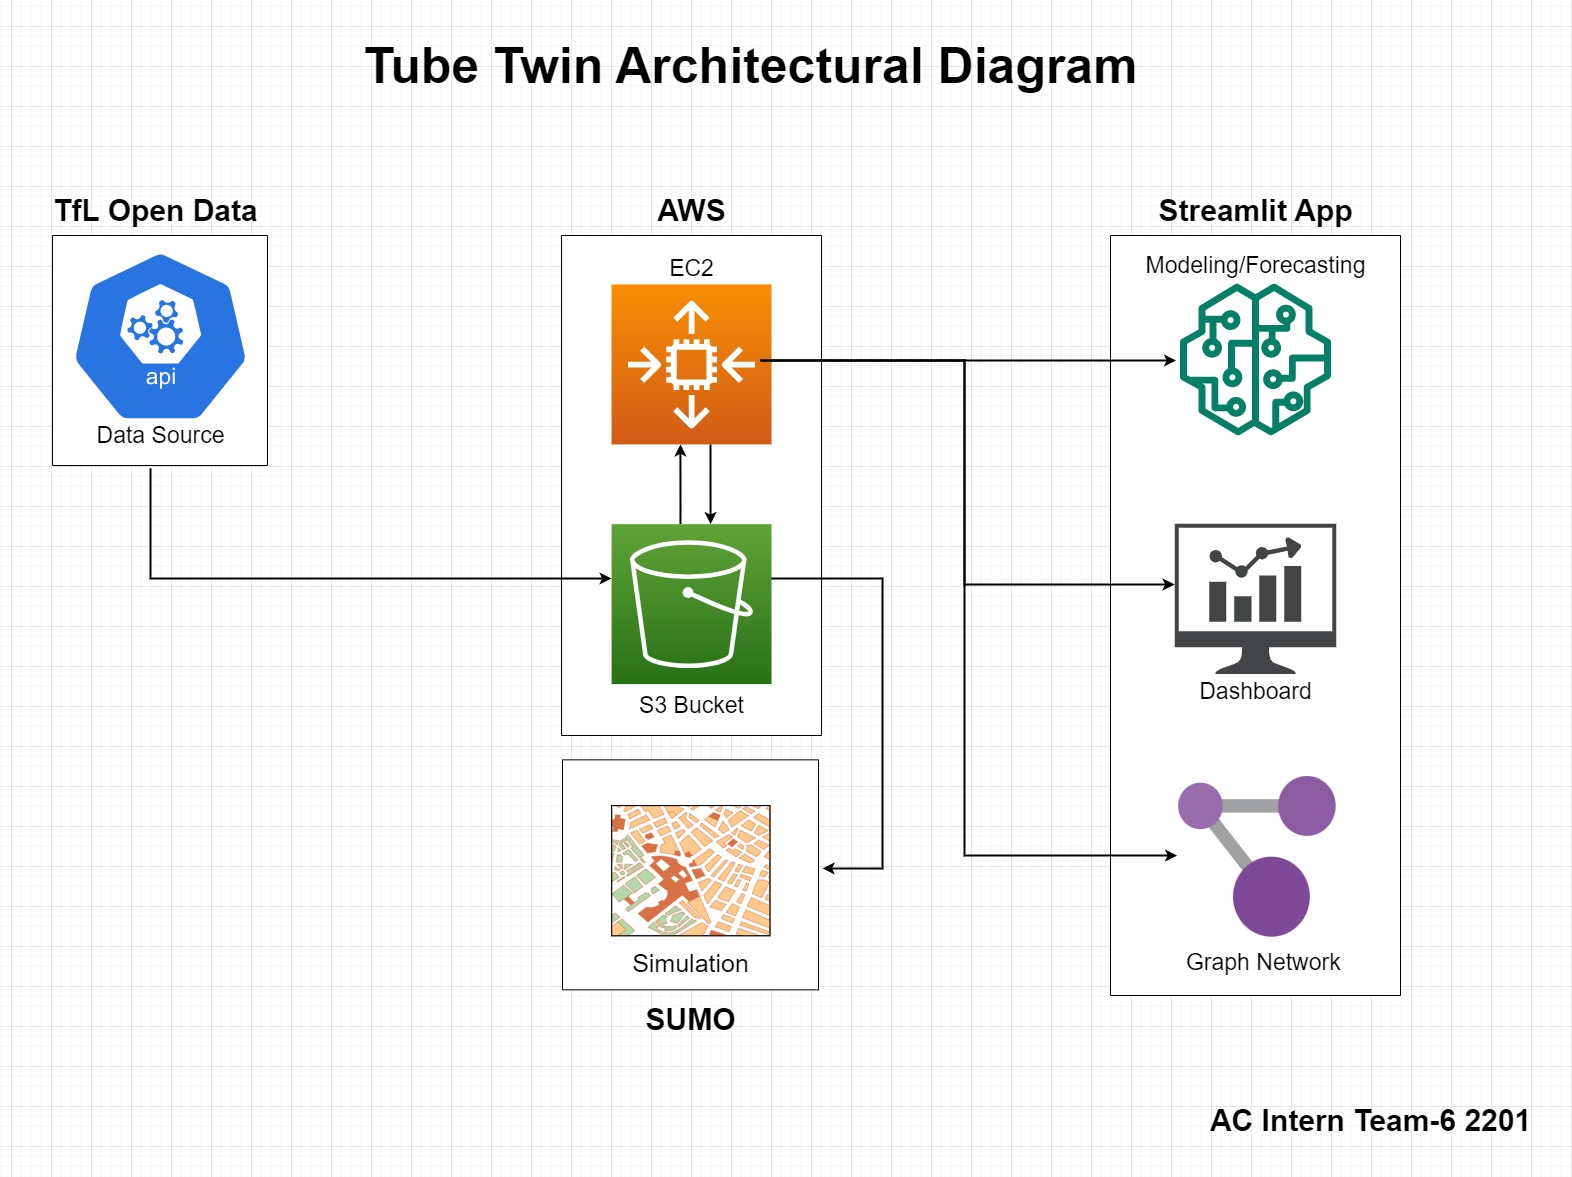 Tube Twin Architectural Diagram
TfL Open Data
api
Data Source
AWS
EC2
S3 Bucket
Simulation
SUMO
Streamlit App
Modeling/Forecasting
Dashboard
Graph Network
AC Intern Team-6 2201